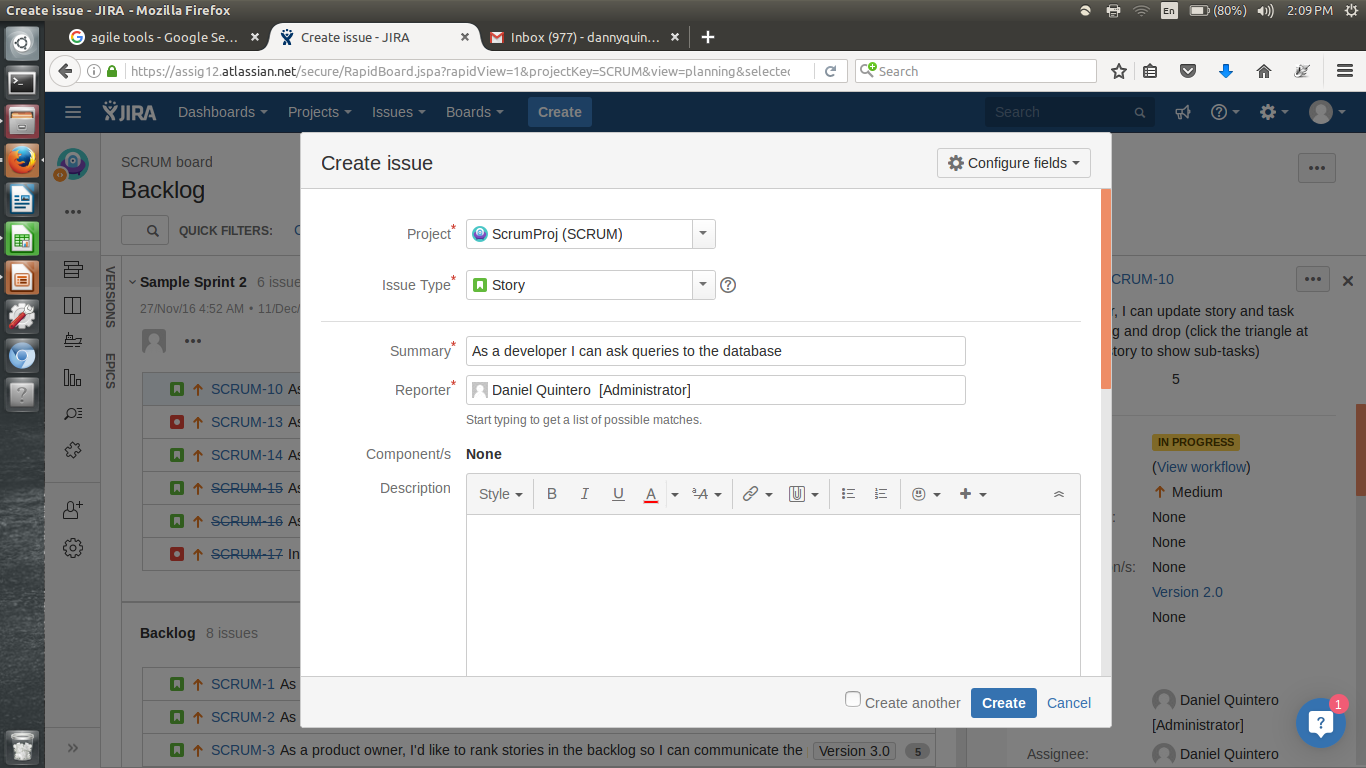 Create issue - JIRA - Mozilla Firefox
En (80%) 2:09 PM
agile tools - Google Se...
Create issue - JIRA
Inbox (977) - dannyquin...
https://assig12.atlassian.net/secure/RapidBoard.jspa?rapidView=1&projectKey=SCRUM&view=planning&selectec
Search
JIRA Dashboards Projects Issues Boards Create Search
SCRUM board
Backlog
QUICK FILTERS:
VERSIONS
EPICS
Sample Sprint 2 6 issue
27/Nov/16 4:52 AM • 11/Dec/
SCRUM-10 As
SCRUM-13 As
SCRUM-14 As
SCRUM-15 As
SCRUM-16 As
SCRUM-17 In
Backlog 8 issues
SCRUM-1 As
SCRUM-2 As
SCRUM-3 As a product owner, I'd like to rank stories in the backlog so I can communicate the Version 3.0 5
Create issue
Configure fields
Project* ScrumProj (SCRUM)
Issue Type* Story
Summary* As a developer I can ask queries to the database
Reporter* Daniel Quintero [Administrator]
Start typing to get a list of possible matches.
Component/s None
Description
Style B I U A
Create another Create Cancel
SCRUM-10
r, I can update story and task
g and drop (click the triangle at
tory to show sub-tasks)
5
IN PROGRESS
(View workflow)
Medium
None
None
n/s: None
Version 2.0
None
Daniel Quintero
[Administrator]
Assignee: Daniel Quintero
1